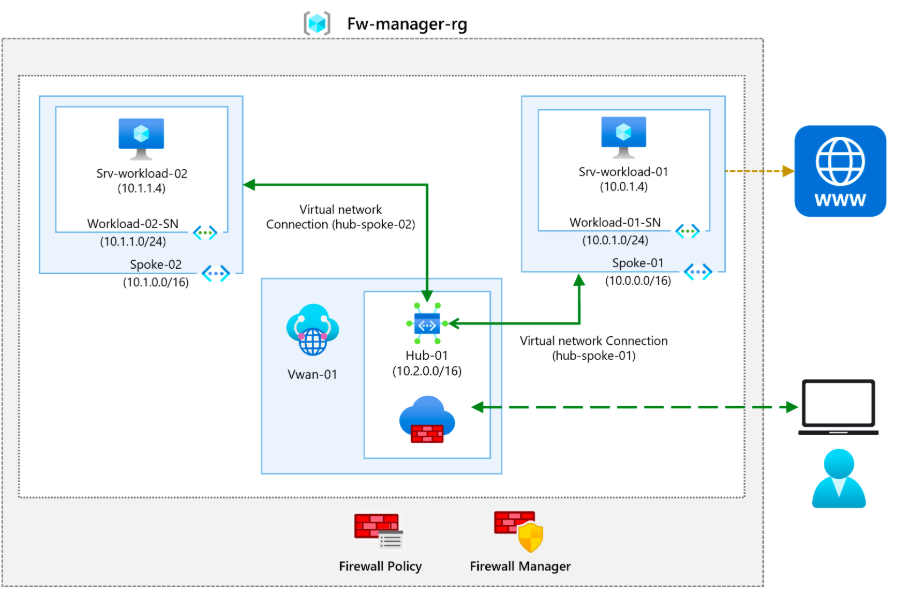 Fw-manager-rg
Srv-workload-02
(10.1.1.4)
Workload-02-SN
(10.1.1.0/24)
Spoke-02
(10.1.0.0/16)
Virtual network
Connection (hub-spoke-02)
Srv-workload-01
(10.0.1.4)
Workload-01-SN
(10.0.1.0/24)
Spoke-01
(10.0.0.0/16)
WWW
Vwan-01
Hub-01
(10.2.0.0/16)
Virtual network Connection
(hub-spoke-01)
Firewall Policy
Firewall Manager